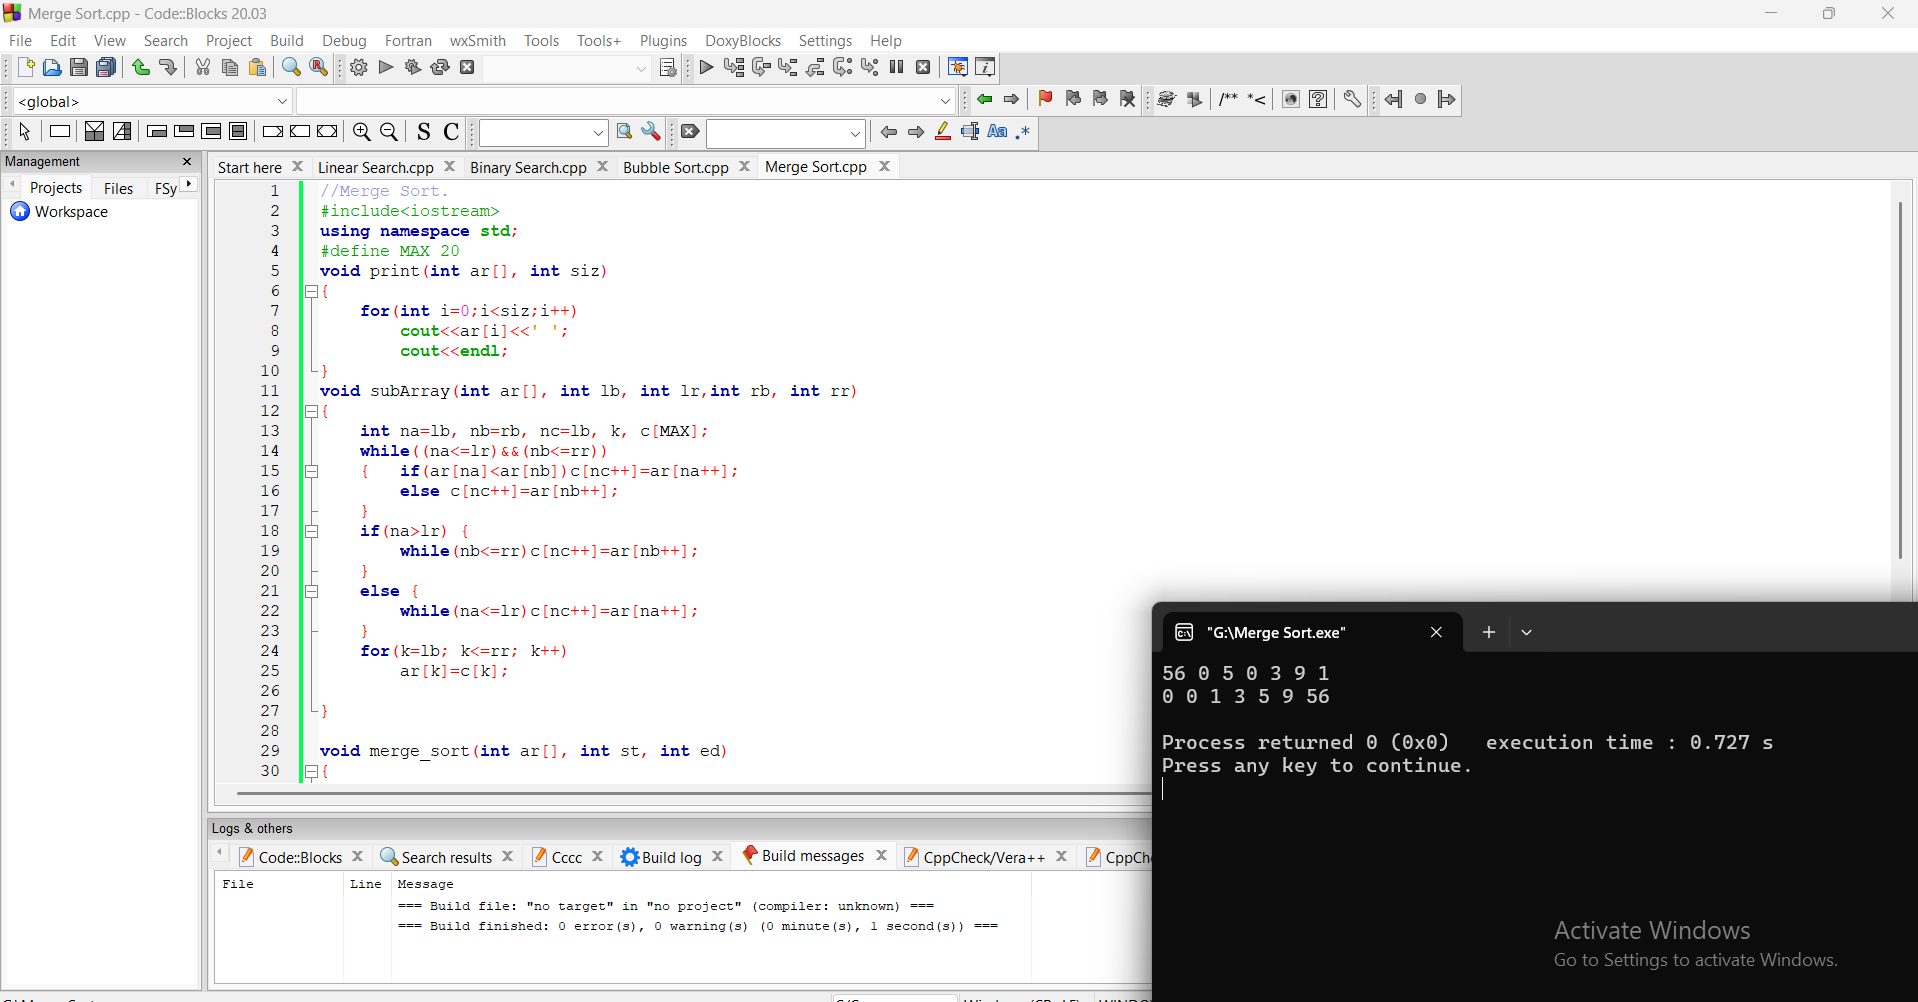 Merge Sort.cpp - Code::Blocks 20.03
File Edit View Search Project Build Debug Fortran wxSmith Tools Tools+ Plugins DoxyBlocks Settings Help
<global>
/** *<
S C
Aa .*
Management
Projects Files FSy
Workspace
Start here Linear Search.cpp Binary Search.cpp Bubble Sort.cpp Merge Sort.cpp
1 //Merge Sort.
2 #include<iostream>
3 using namespace std;
4 #define MAX 20
5 void print(int ar[], int siz)
6 {
7 for(int i=0;i<siz;i++)
8 cout<<ar[i]<<' ';
9 cout<<endl;
10 }
11 void subArray(int ar[], int lb, int lr,int rb, int rr)
12 {
13 int na=lb, nb=rb, nc=lb, k, c[MAX];
14 while((na<=lr)&&(nb<=rr))
15 { if(ar[na]<ar[nb])c[nc++]=ar[na++];
16 else c[nc++]=ar[nb++];
17 }
18 if(na>lr) {
19 while(nb<=rr)c[nc++]=ar[nb++];
20 }
21 else {
22 while(na<=lr)c[nc++]=ar[na++];
23 }
24 for(k=lb; k<=rr; k++)
25 ar[k]=c[k];
26
27 }
28
29 void merge_sort(int ar[], int st, int ed)
30 {
"G:\Merge Sort.exe"
56 0 5 0 3 9 1
0 0 1 3 5 9 56
Process returned 0 (0x0) execution time : 0.727 s
Press any key to continue.
Logs & others
Code::Blocks Search results Cccc Build log Build messages CppCheck/Vera++ CppCh
File Line Message
=== Build file: "no target" in "no project" (compiler: unknown) ===
=== Build finished: 0 error(s), 0 warning(s) (0 minute(s), 1 second(s)) ===
Activate Windows
Go to Settings to activate Windows.